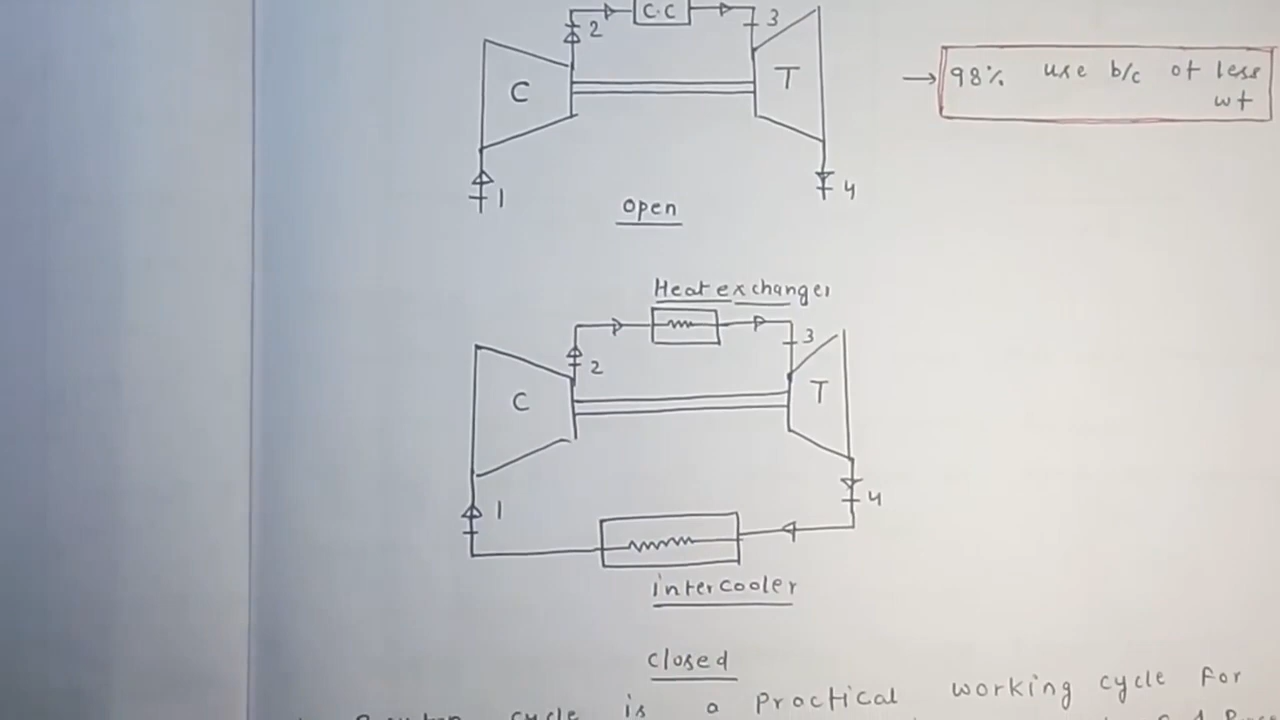 C.C
2
3
C
T
→ 98% use b/c of less
wt
1
4
open
Heat exchanger
2
3
C
T
1
4
intercooler
closed
cycle is a Practical working cycle For